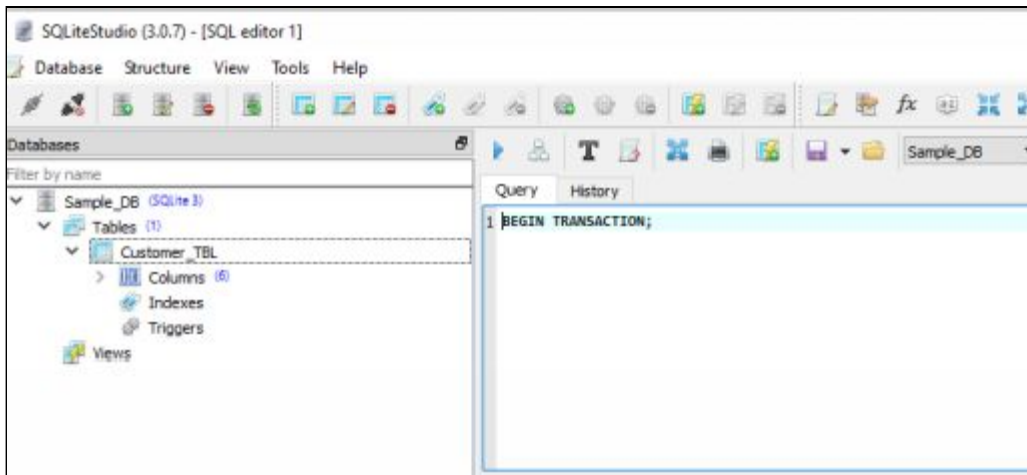 SQLiteStudio (3.0.7) - [SQL editor 1]
Database Structure View Tools Help
Databases
Filter by name
Sample_DB (SQLite 3)
Tables (1)
Customer_TBL
Columns (6)
Indexes
Triggers
Views
Sample_DB
Query History
1 BEGIN TRANSACTION;